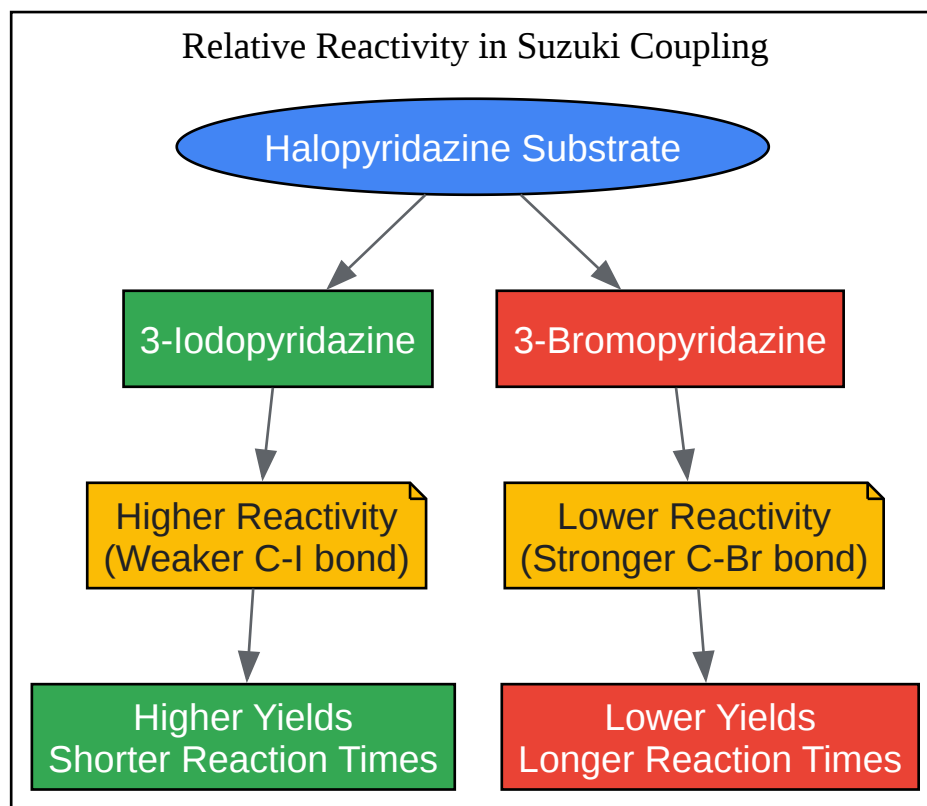 Relative Reactivity in Suzuki Coupling
Halopyridazine Substrate
3-Iodopyridazine
3-Bromopyridazine
Higher Reactivity
(Weaker C-I bond)
Lower Reactivity
(Stronger C-Br bond)
Higher Yields
Shorter Reaction Times
Lower Yields
Longer Reaction Times